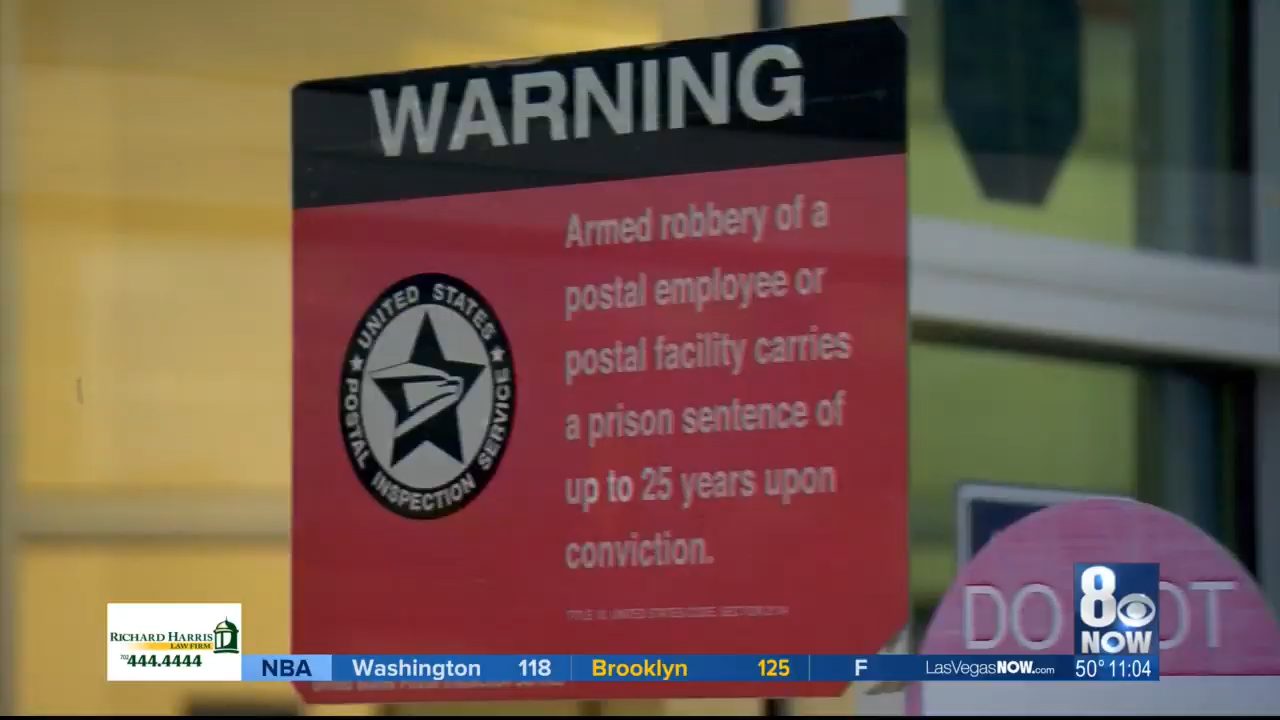 WARNING
Armed robbery of a
postal employee or
postal facility carries
a prison sentence of
up to 25 years upon
conviction.
UNITED STATES
POSTAL INSPECTION SERVICE
DO
OT
8
NOW
RICHARD HARRIS
LAW FIRM
702 444.4444
NBA Washington 118 Brooklyn 125 F LasVegasNOW.com 50° 11:04